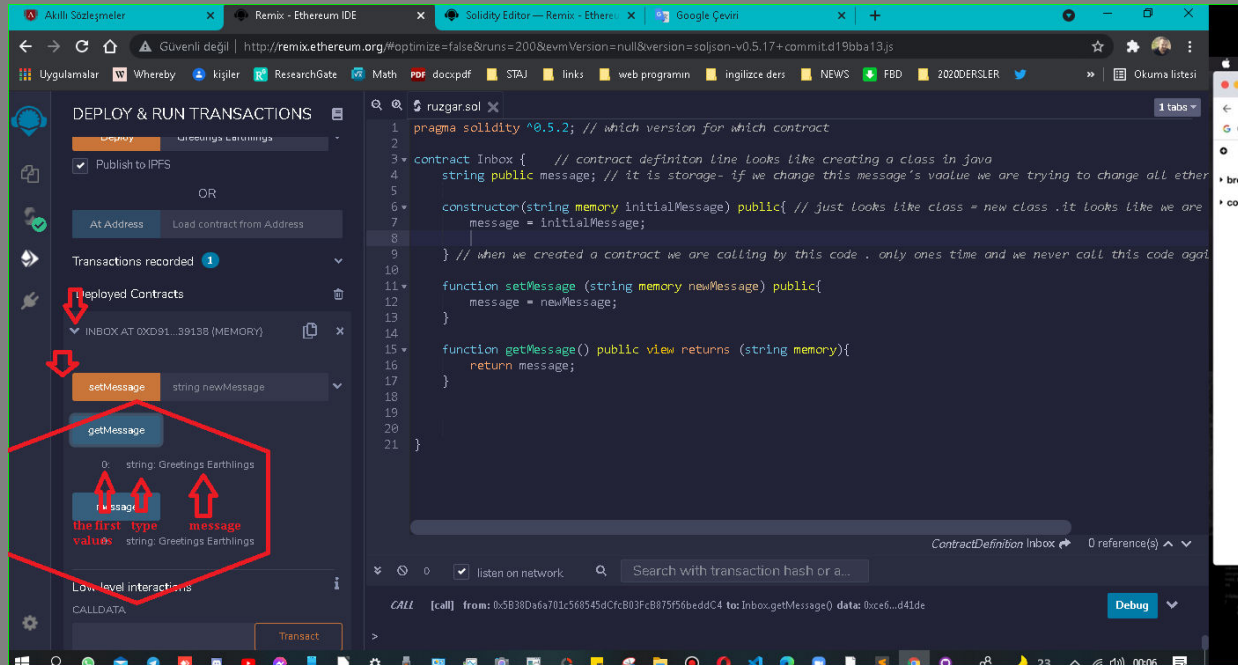 Akıllı Sözleşmeler
Remix - Ethereum IDE
Solidity Editor — Remix - Ethereu
Google Çeviri
Güvenli değil
http://remix.ethereum.org/#optimize=false&runs=200&evmVersion=null&version=soljson-v0.5.17+commit.d19bba13.js
Uygulamalar
Whereby
kişiler
ResearchGate
Math
PDF docxpdf
STAJ
links
web programın
ingilizce ders
NEWS
FBD
2020DERSLER
»
Okuma listesi
DEPLOY & RUN TRANSACTIONS
Deploy
Greetings Earthlings
Publish to IPFS
OR
At Address
Load contract from Address
Transactions recorded 1
Deployed Contracts
INBOX AT 0XD91...39138 (MEMORY)
setMessage
string newMessage
getMessage
0: string: Greetings Earthlings
message
the first type message
values string: Greetings Earthlings
Low level interactions
CALLDATA
Transact
ruzgar.sol
1 tabs
1 pragma solidity ^0.5.2; // which version for which contract
2
3 contract Inbox { // contract definiton line looks like creating a class in java
4 string public message; // it is storage- if we change this message's vaalue we are trying to change all ether
5
6 constructor(string memory initialMessage) public{ // just looks like class = new class .it looks like we are
7 message = initialMessage;
8
9 } // when we created a contract we are calling by this code . only ones time and we never call this code agai
10
11 function setMessage (string memory newMessage) public{
12 message = newMessage;
13 }
14
15 function getMessage() public view returns (string memory){
16 return message;
17 }
18
19
20
21 }
ContractDefinition Inbox
0 reference(s)
0
listen on network
Search with transaction hash or a...
CALL [call] from: 0x5B38Da6a701c568545dCfcB03FcB875f56beddC4 to: Inbox.getMessage() data: 0xce6...d41de
Debug
>
bro
co
23
00:06